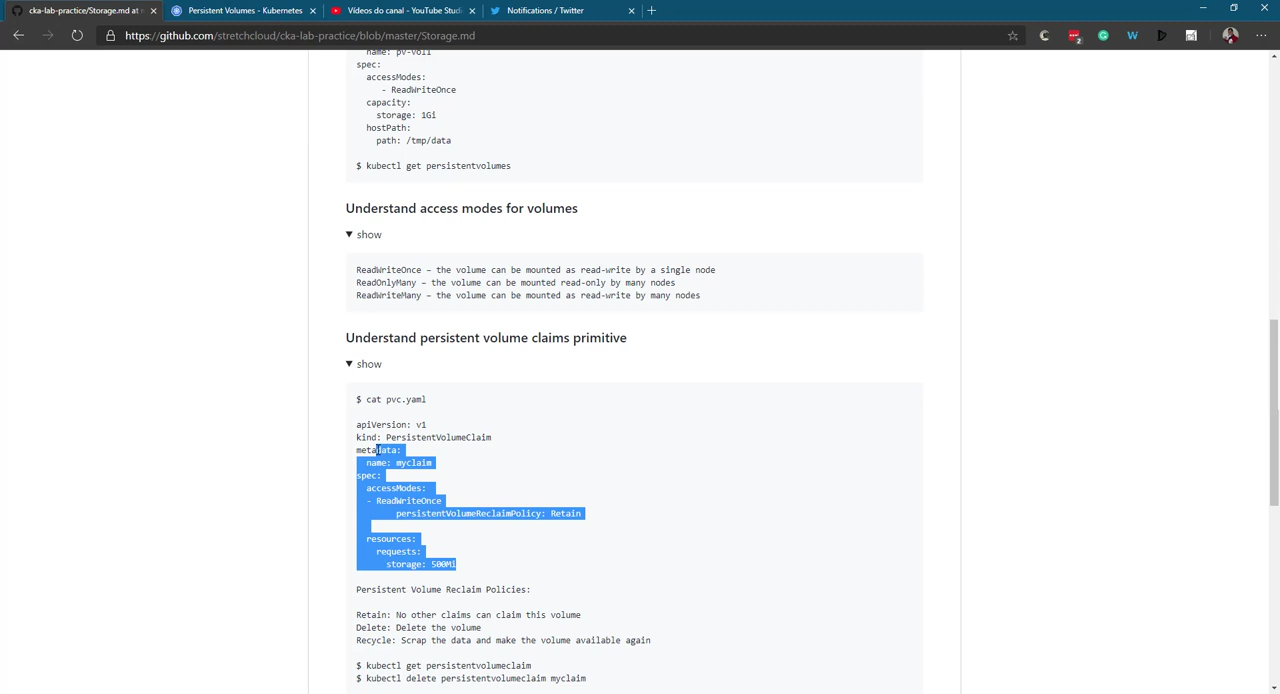 cka-lab-practice/Storage.md at m
Persistent Volumes - Kubernetes
Vídeos do canal - YouTube Studi
Notifications / Twitter
https://github.com/stretchcloud/cka-lab-practice/blob/master/Storage.md
name: pv-vol1
spec:
accessModes:
- ReadWriteOnce
capacity:
storage: 1Gi
hostPath:
path: /tmp/data
$ kubectl get persistentvolumes
Understand access modes for volumes
show
ReadWriteOnce – the volume can be mounted as read-write by a single node
ReadOnlyMany – the volume can be mounted read-only by many nodes
ReadWriteMany – the volume can be mounted as read-write by many nodes
Understand persistent volume claims primitive
show
$ cat pvc.yaml
apiVersion: v1
kind: PersistentVolumeClaim
metadata:
name: myclaim
spec:
accessModes:
- ReadWriteOnce
persistentVolumeReclaimPolicy: Retain
resources:
requests:
storage: 500Mi
Persistent Volume Reclaim Policies:
Retain: No other claims can claim this volume
Delete: Delete the volume
Recycle: Scrap the data and make the volume available again
$ kubectl get persistentvolumeclaim
$ kubectl delete persistentvolumeclaim myclaim